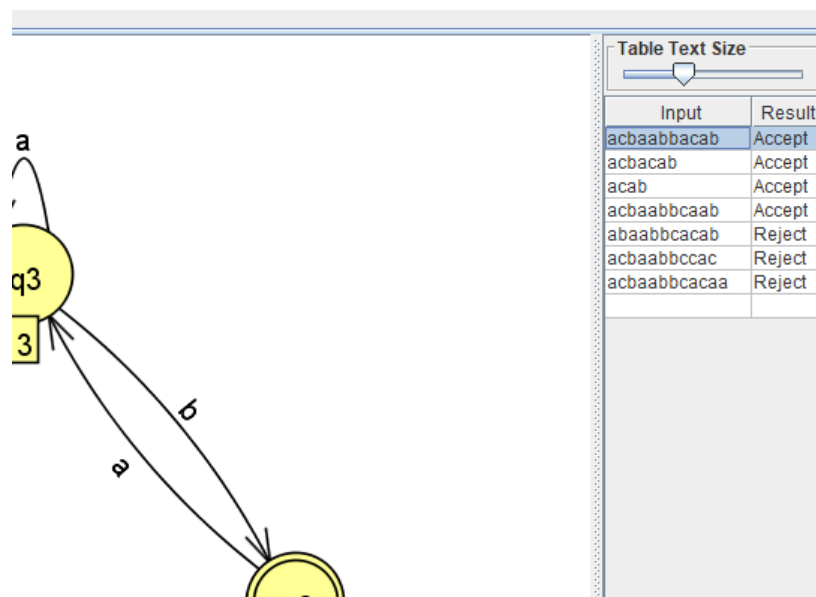 Table Text Size
Input Result
acbaabbacab Accept
acbacab Accept
acab Accept
acbaabbcaab Accept
abaabbcacab Reject
acbaabbccac Reject
acbaabbcacaa Reject
a
q3
3
b
a